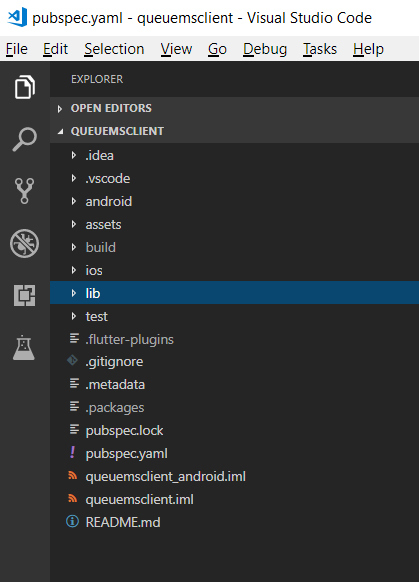 pubspec.yaml - queuemsclient - Visual Studio Code
File Edit Selection View Go Debug Tasks Help
EXPLORER
OPEN EDITORS
QUEUEMSCLIENT
.idea
.vscode
android
assets
build
ios
lib
test
.flutter-plugins
.gitignore
.metadata
.packages
pubspec.lock
pubspec.yaml
queuemsclient_android.iml
queuemsclient.iml
README.md